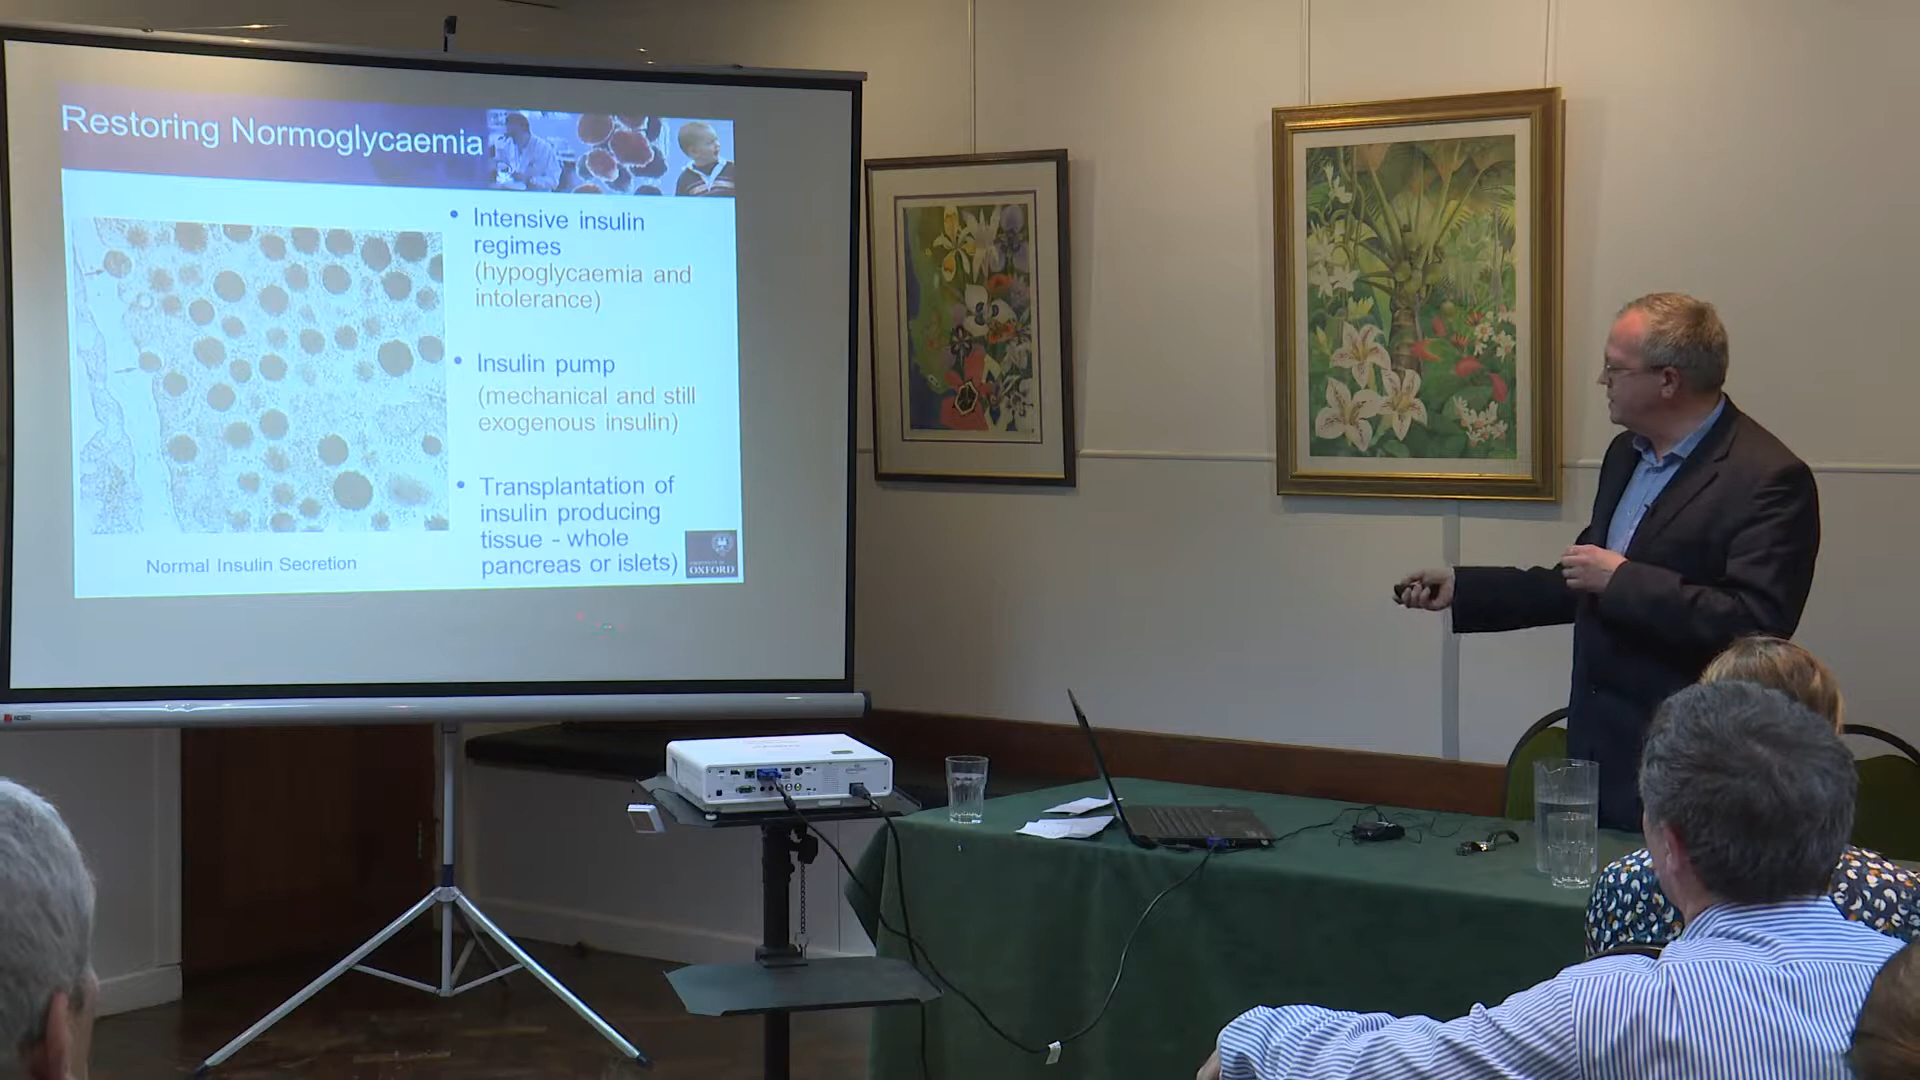 Restoring Normoglycaemia
• Intensive insulin
regimes
(hypoglycaemia and
intolerance)
• Insulin pump
(mechanical and still
exogenous insulin)
• Transplantation of
insulin producing
tissue - whole
pancreas or islets)
Normal Insulin Secretion
OXFORD